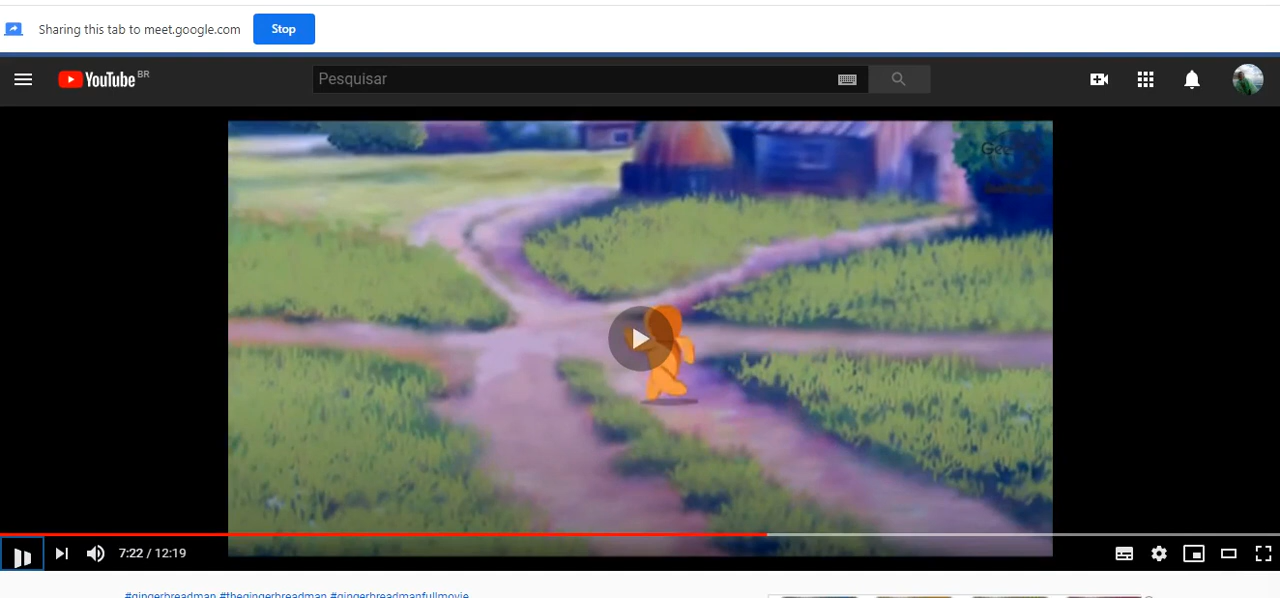 Sharing this tab to meet.google.com Stop
YouTube BR Pesquisar
7:22 / 12:19
#gingerbreadman #thegingerbreadman #gingerbreadmanfullmovie